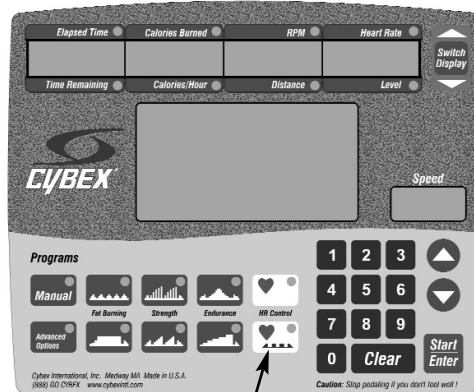 Elapsed Time Calories Burned RPM Heart Rate
Switch Display
Time Remaining Calories/Hour Distance Level
CYBEX
Speed
Programs
1 2 3
Manual
4 5 6
Fat Burning Strength Endurance HR Control
7 8 9
Advanced Options
0 Clear
Start Enter
Cybex International, Inc. Medway MA Made in U.S.A.
(888) GO CYBEX www.cybexintl.com
Caution: Stop pedaling if you don't feel well !